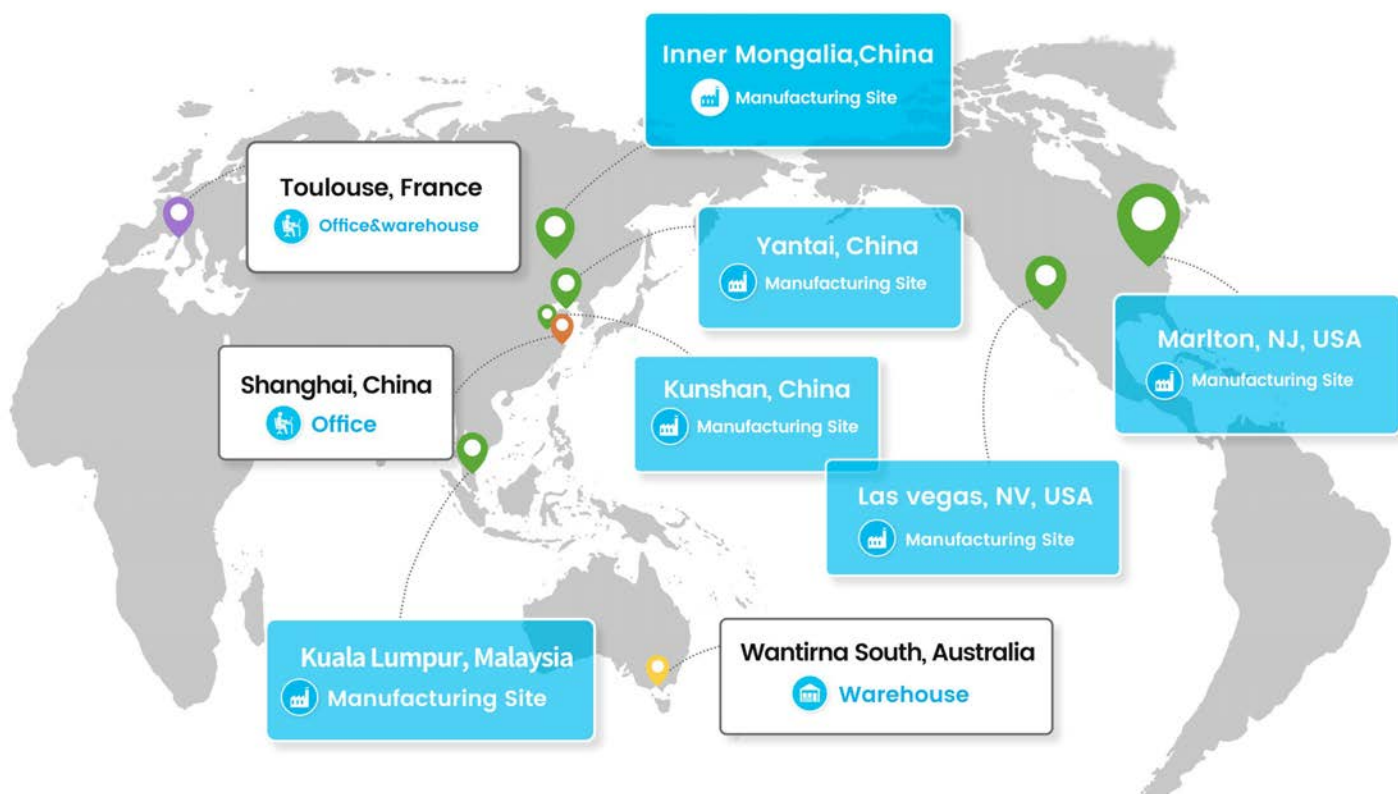 Inner Mongalia,China
Manufacturing Site
Toulouse, France
Office&warehouse
Yantai, China
Manufacturing Site
Marlton, NJ, USA
Manufacturing Site
Shanghai, China
Office
Kunshan, China
Manufacturing Site
Las vegas, NV, USA
Manufacturing Site
Kuala Lumpur, Malaysia
Manufacturing Site
Wantirna South, Australia
Warehouse